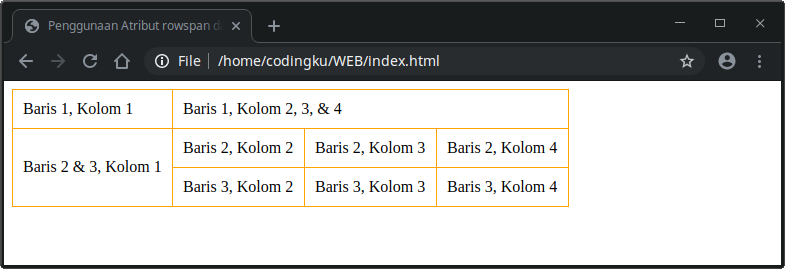 Penggunaan Atribut rowspan da
File
/home/codingku/WEB/Index.html
Baris 1, Kolom 1
Baris 1, Kolom 2, 3, & 4
Baris 2 & 3, Kolom 1
Baris 2, Kolom 2
Baris 2, Kolom 3
Baris 2, Kolom 4
Baris 3, Kolom 2
Baris 3, Kolom 3
Baris 3, Kolom 4